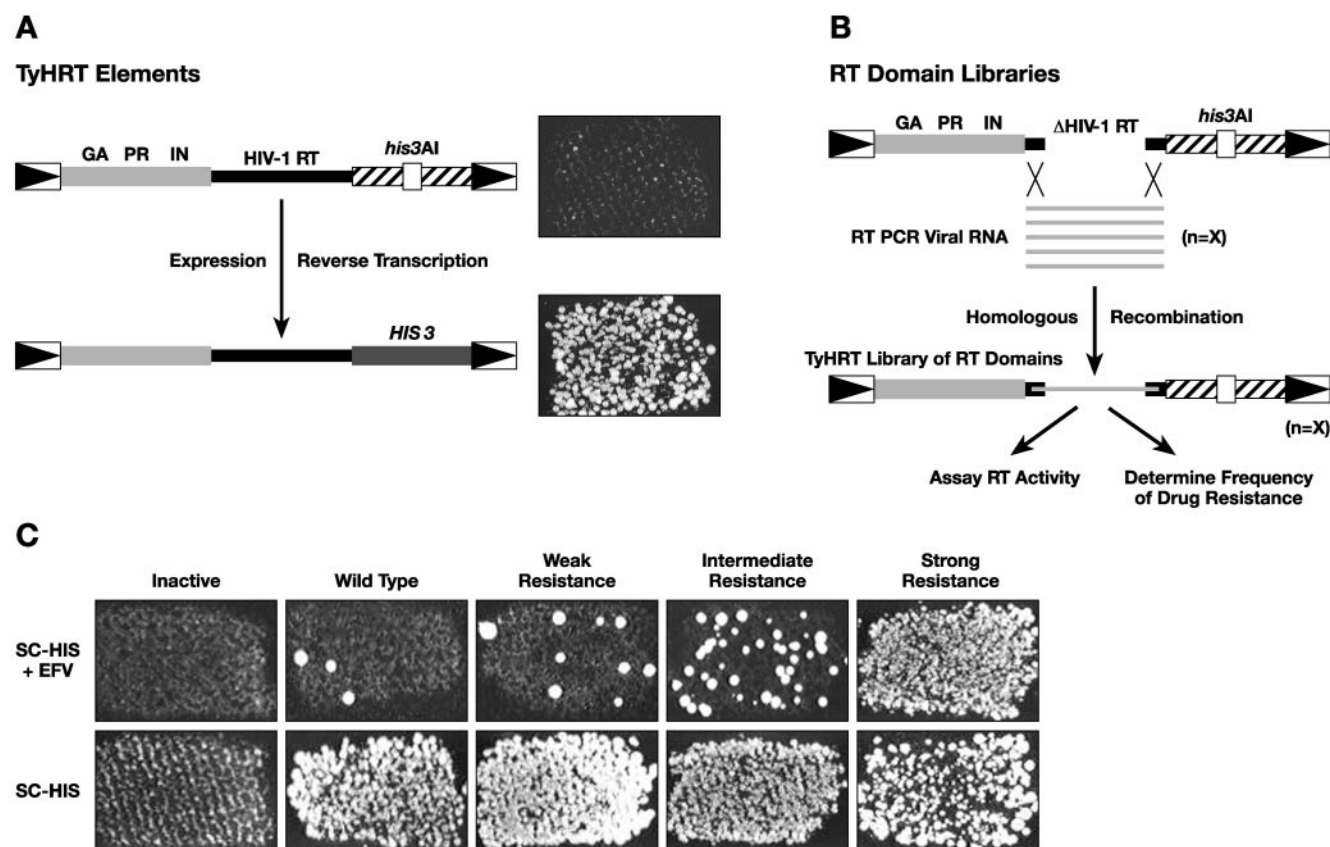 A
TyHRT Elements
GA PR IN
HIV-1 RT
his3AI
Expression
Reverse Transcription
HIS 3
B
RT Domain Libraries
GA PR IN
ΔHIV-1 RT
his3AI
RT PCR Viral RNA
(n=X)
Homologous
Recombination
TyHRT Library of RT Domains
(n=X)
Assay RT Activity
Determine Frequency
of Drug Resistance
C
Inactive
Wild Type
Weak
Resistance
Intermediate
Resistance
Strong
Resistance
SC-HIS
+ EFV
SC-HIS